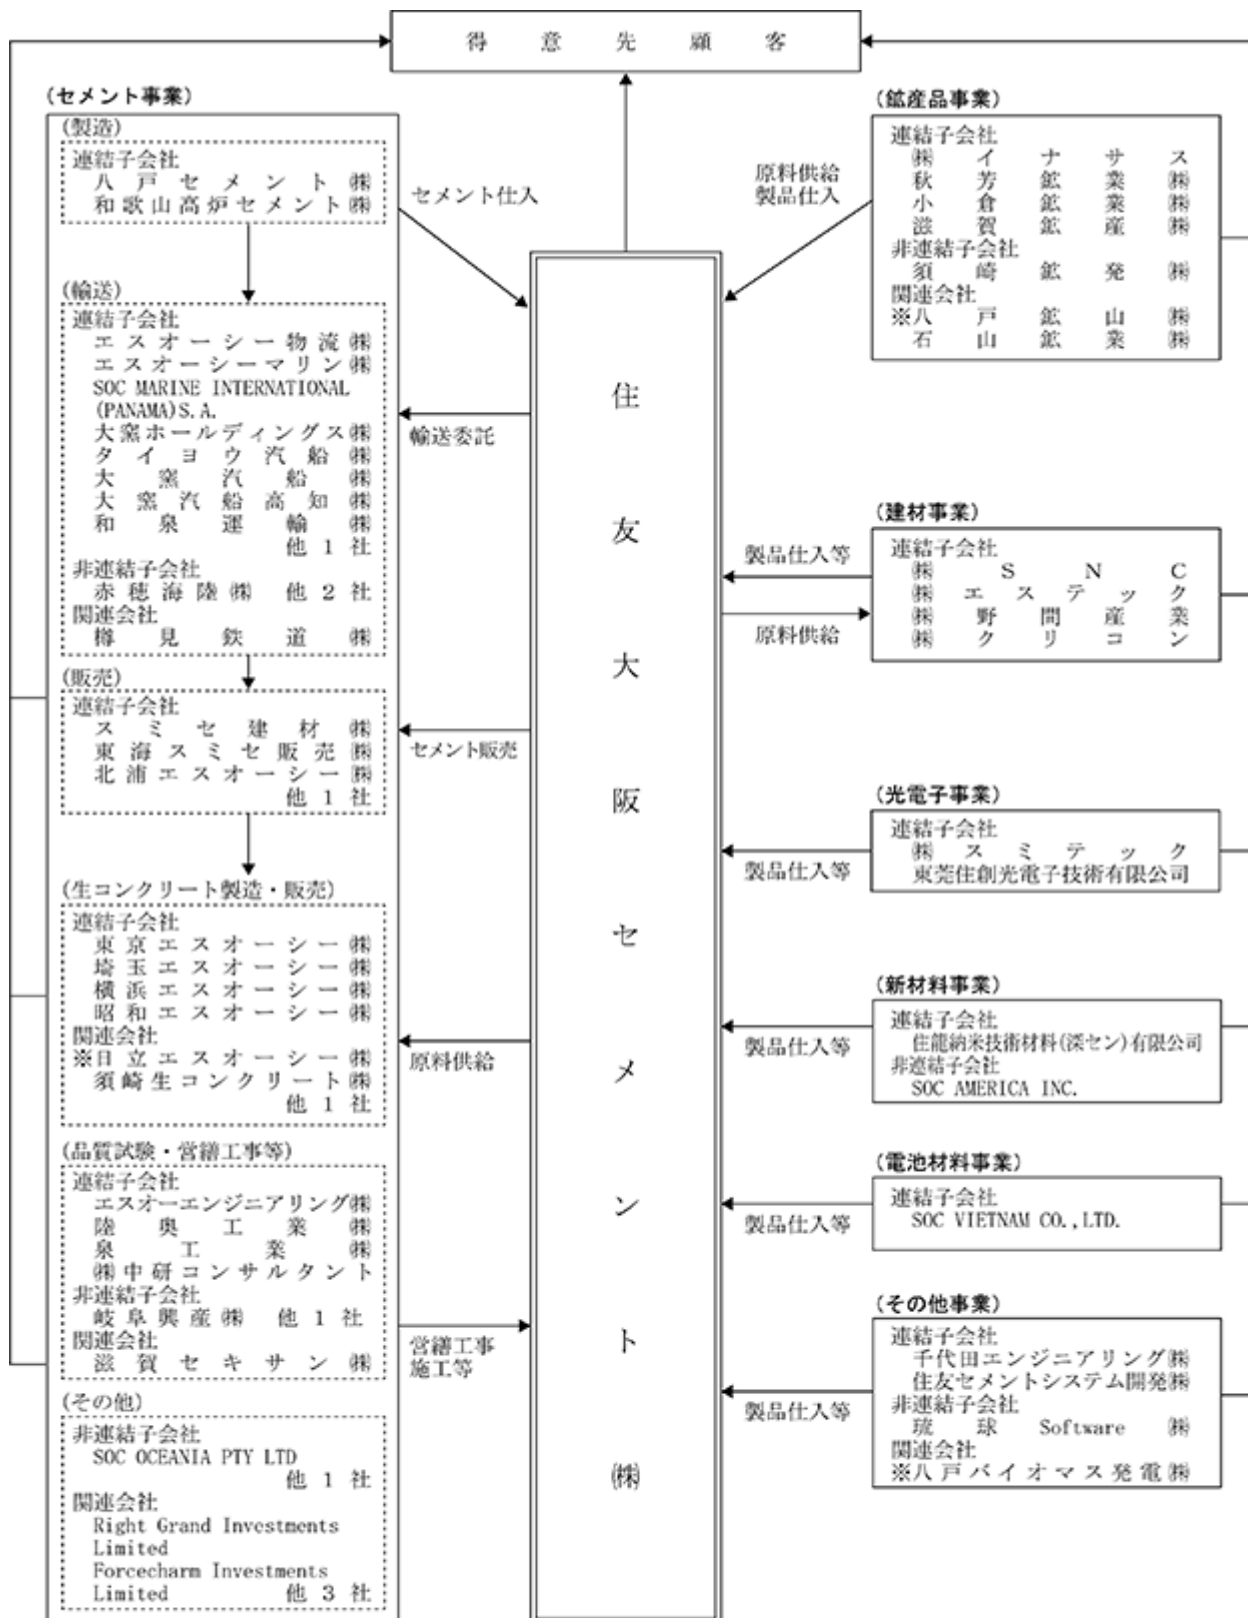 得意先顧客
(セメント事業)
(製造)
連結子会社
八戸セメント㈱
和歌山高炉セメント㈱
セメント仕入
(輸送)
連結子会社
エスオーシー物流㈱
エスオーシーマリン㈱
SOC MARINE INTERNATIONAL
(PANAMA)S.A.
大窯ホールディングス㈱
タイヨウ汽船㈱
大窯汽船㈱
大窯汽船高知㈱
和泉運輸㈱
他1社
非連結子会社
赤穂海陸㈱ 他2社
関連会社
樽見鉄道㈱
輸送委託
(販売)
連結子会社
スミセ建材㈱
東海スミセ販売㈱
北浦エスオーシー㈱
他1社
セメント販売
(生コンクリート製造・販売)
連結子会社
東京エスオーシー㈱
埼玉エスオーシー㈱
横浜エスオーシー㈱
昭和エスオーシー㈱
関連会社
※日立エスオーシー㈱
須崎生コンクリート㈱
他1社
原料供給
(品質試験・営繕工事等)
連結子会社
エスオーエンジニアリング㈱
陸奥工業㈱
泉工業㈱
㈱中研コンサルタント
非連結子会社
岐阜興産㈱ 他1社
関連会社
滋賀セキサン㈱
営繕工事
施工等
(その他)
非連結子会社
SOC OCEANIA PTY LTD
他1社
関連会社
Right Grand Investments
Limited
Forcecharm Investments
Limited 他3社
住友大阪セメント㈱
(鉱産品事業)
連結子会社
㈱イナサス
秋芳鉱業㈱
小倉鉱業㈱
滋賀鉱産㈱
非連結子会社
須崎鉱発㈱
関連会社
※八戸鉱山㈱
石山鉱業㈱
原料供給
製品仕入
(建材事業)
連結子会社
㈱SNC
㈱エステック
㈱野間産業
㈱クリコン
製品仕入等
原料供給
(光電子事業)
連結子会社
㈱スミテック
東莞住創光電子技術有限公司
製品仕入等
(新材料事業)
連結子会社
住龍納米技術材料(深セン)有限公司
非連結子会社
SOC AMERICA INC.
製品仕入等
(電池材料事業)
連結子会社
SOC VIETNAM CO.,LTD.
製品仕入等
(その他事業)
連結子会社
千代田エンジニアリング㈱
住友セメントシステム開発㈱
非連結子会社
琉球 Software ㈱
関連会社
※八戸バイオマス発電㈱
製品仕入等